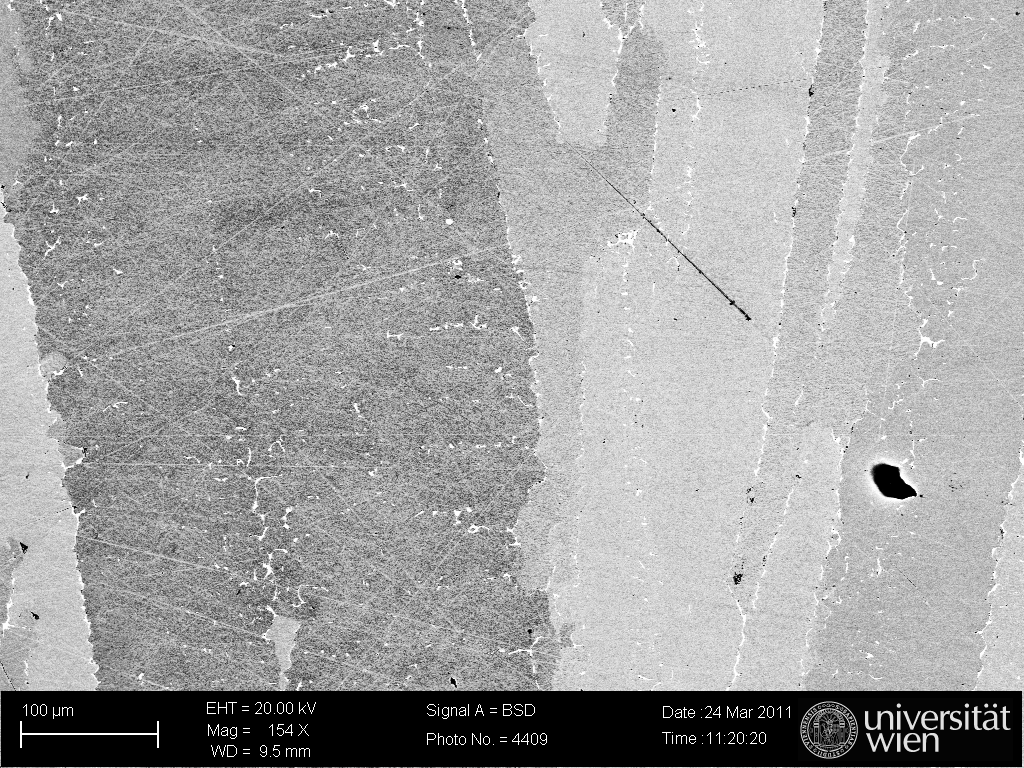 100 µm
EHT = 20.00 kV
Mag = 154 X
WD = 9.5 mm
Signal A = BSD
Photo No. = 4409
Date :24 Mar 2011
Time :11:20:20
universität
wien